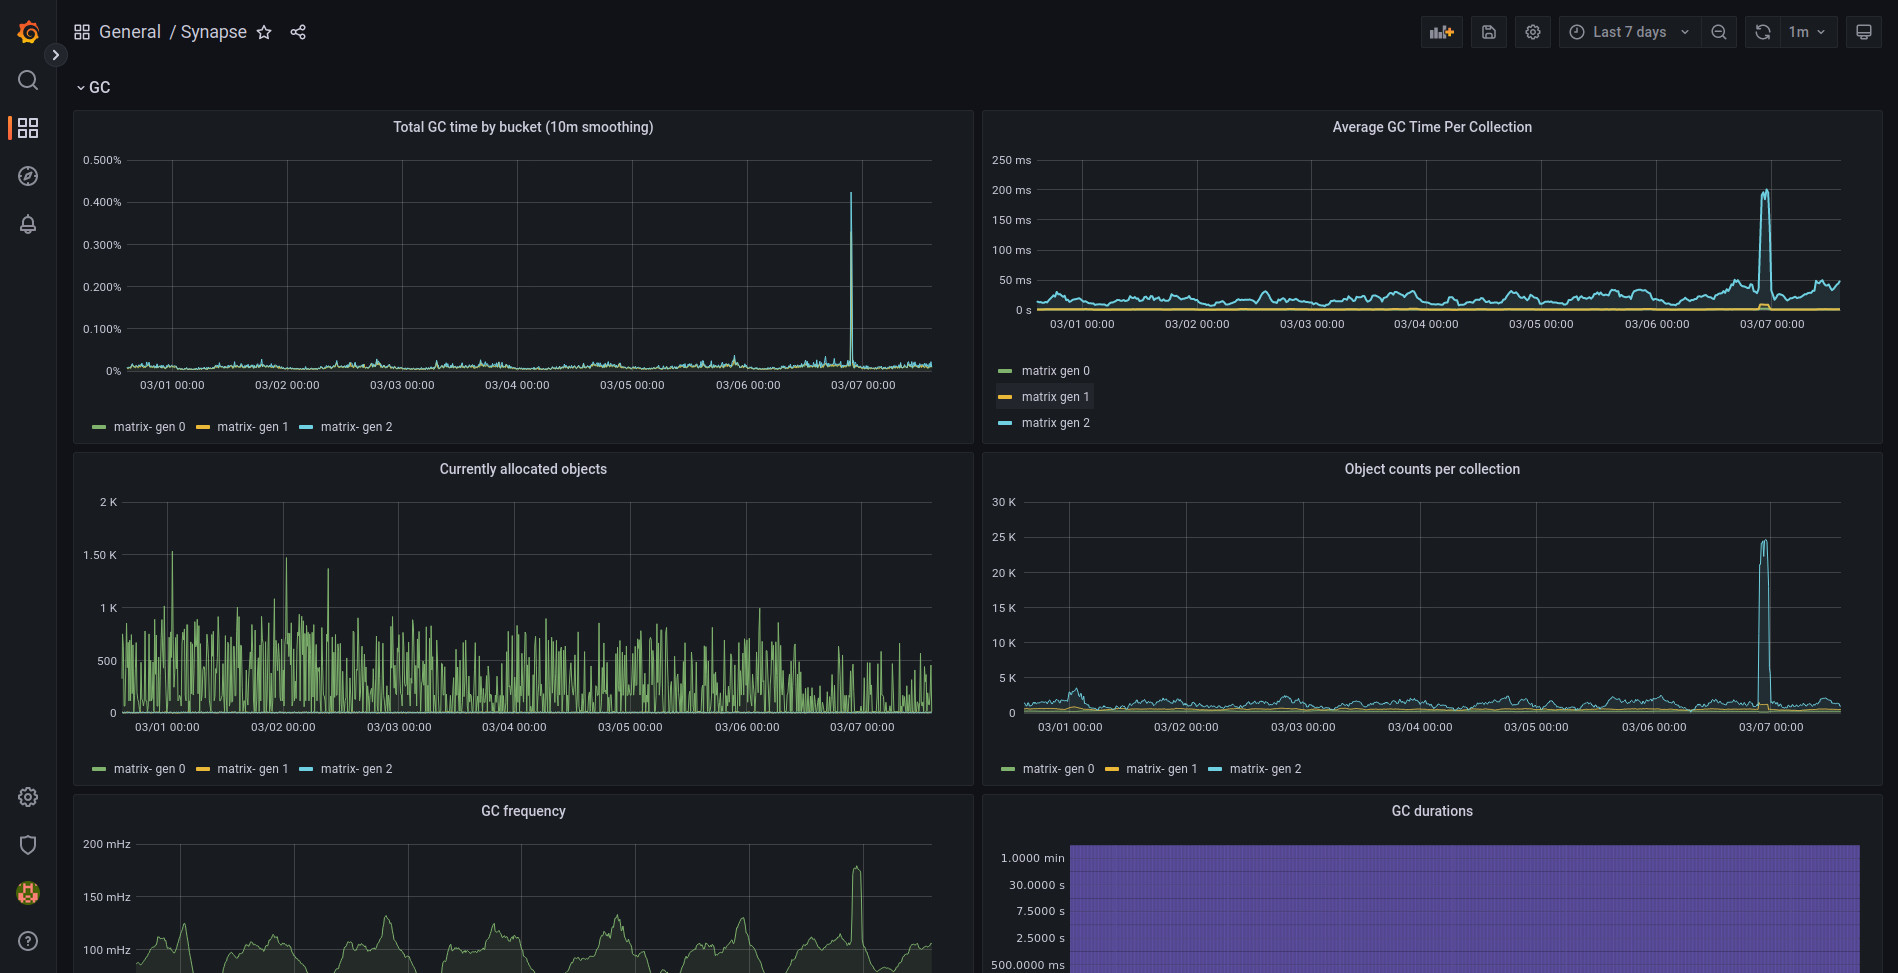 General / Synapse
Last 7 days
1m
GC
Total GC time by bucket (10m smoothing)
0.500%
0.400%
0.300%
0.200%
0.100%
0%
03/01 00:00 03/02 00:00 03/03 00:00 03/04 00:00 03/05 00:00 03/06 00:00 03/07 00:00
matrix- gen 0 matrix- gen 1 matrix- gen 2
Average GC Time Per Collection
250 ms
200 ms
150 ms
100 ms
50 ms
0 s
03/01 00:00 03/02 00:00 03/03 00:00 03/04 00:00 03/05 00:00 03/06 00:00 03/07 00:00
matrix gen 0
matrix gen 1
matrix gen 2
Currently allocated objects
2 K
1.50 K
1 K
500
0
03/01 00:00 03/02 00:00 03/03 00:00 03/04 00:00 03/05 00:00 03/06 00:00 03/07 00:00
matrix- gen 0 matrix- gen 1 matrix- gen 2
Object counts per collection
30 K
25 K
20 K
15 K
10 K
5 K
0
03/01 00:00 03/02 00:00 03/03 00:00 03/04 00:00 03/05 00:00 03/06 00:00 03/07 00:00
matrix- gen 0 matrix- gen 1 matrix- gen 2
GC frequency
200 mHz
150 mHz
100 mHz
GC durations
1.0000 min
30.0000 s
7.5000 s
2.5000 s
500.0000 ms